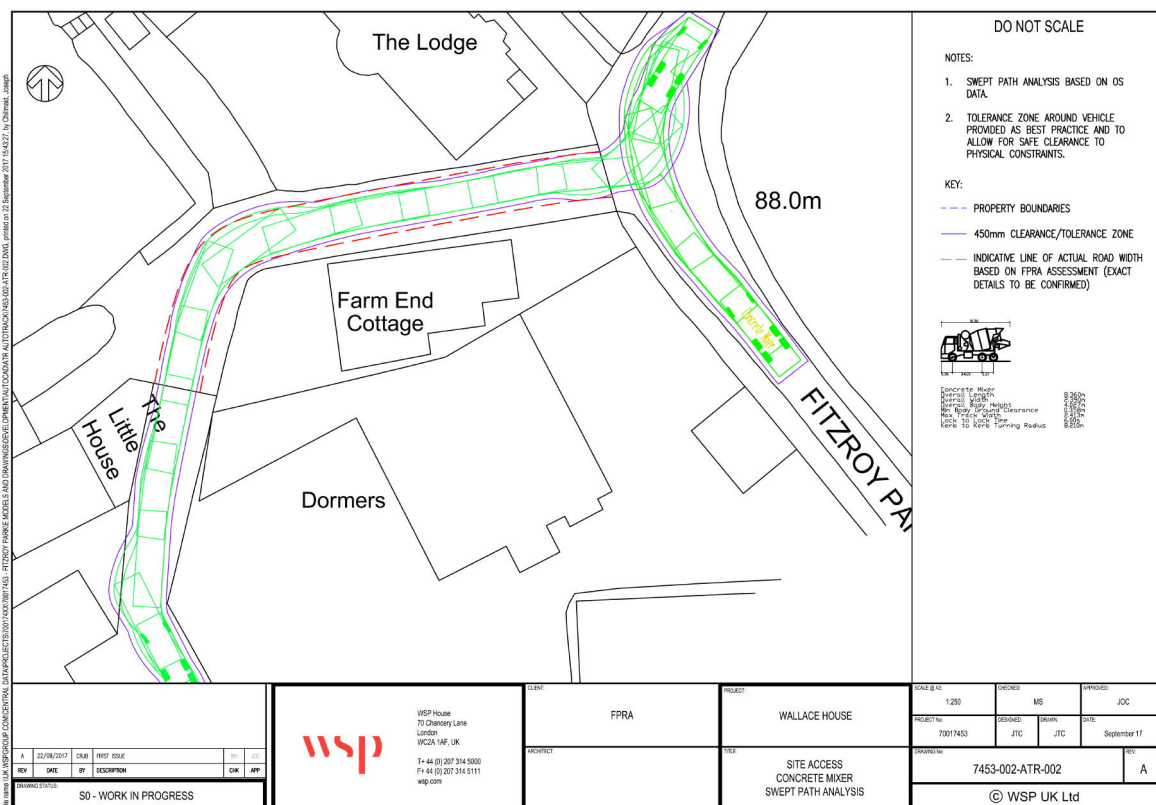 The Lodge
88.0m
Farm End
Cottage
The
Little
House
Dormers
FITZROY PA
Concrete Mixer
DO NOT SCALE
NOTES:
1. SWEPT PATH ANALYSIS BASED ON OS
DATA.
2. TOLERANCE ZONE AROUND VEHICLE
PROVIDED AS BEST PRACTICE AND TO
ALLOW FOR SAFE CLEARANCE TO
PHYSICAL CONSTRAINTS.
KEY:
PROPERTY BOUNDARIES
450mm CLEARANCE/TOLERANCE ZONE
INDICATIVE LINE OF ACTUAL ROAD WIDTH
BASED ON FPRA ASSESSMENT (EXACT
DETAILS TO BE CONFIRMED)
Concrete Mixer
Overall Length 8.360m
Overall Width
Overall Body Height
Min Body Ground Clearance
Max Track Width
Lock to Lock Time
Kerb to Kerb Turning Radius 8.210m
A 22/09/2017 CRJB FIRST ISSUE MS JOC
REV DATE BY DESCRIPTION CHK APP
DRAWING STATUS:
S0 - WORK IN PROGRESS
wsp
WSP House
70 Chancery Lane
London
WC2A 1AF, UK
T+ 44 (0) 207 314 5000
F+ 44 (0) 207 314 5111
wsp.com
CLIENT:
FPRA
ARCHITECT:
PROJECT:
WALLACE HOUSE
TITLE:
SITE ACCESS
CONCRETE MIXER
SWEPT PATH ANALYSIS
SCALE @ A3: CHECKED: APPROVED:
1:250 MS JOC
PROJECT No: DESIGNED: DRAWN: DATE:
70017453 JTC JTC September 17
DRAWING No: REV:
7453-002-ATR-002 A
© WSP UK Ltd